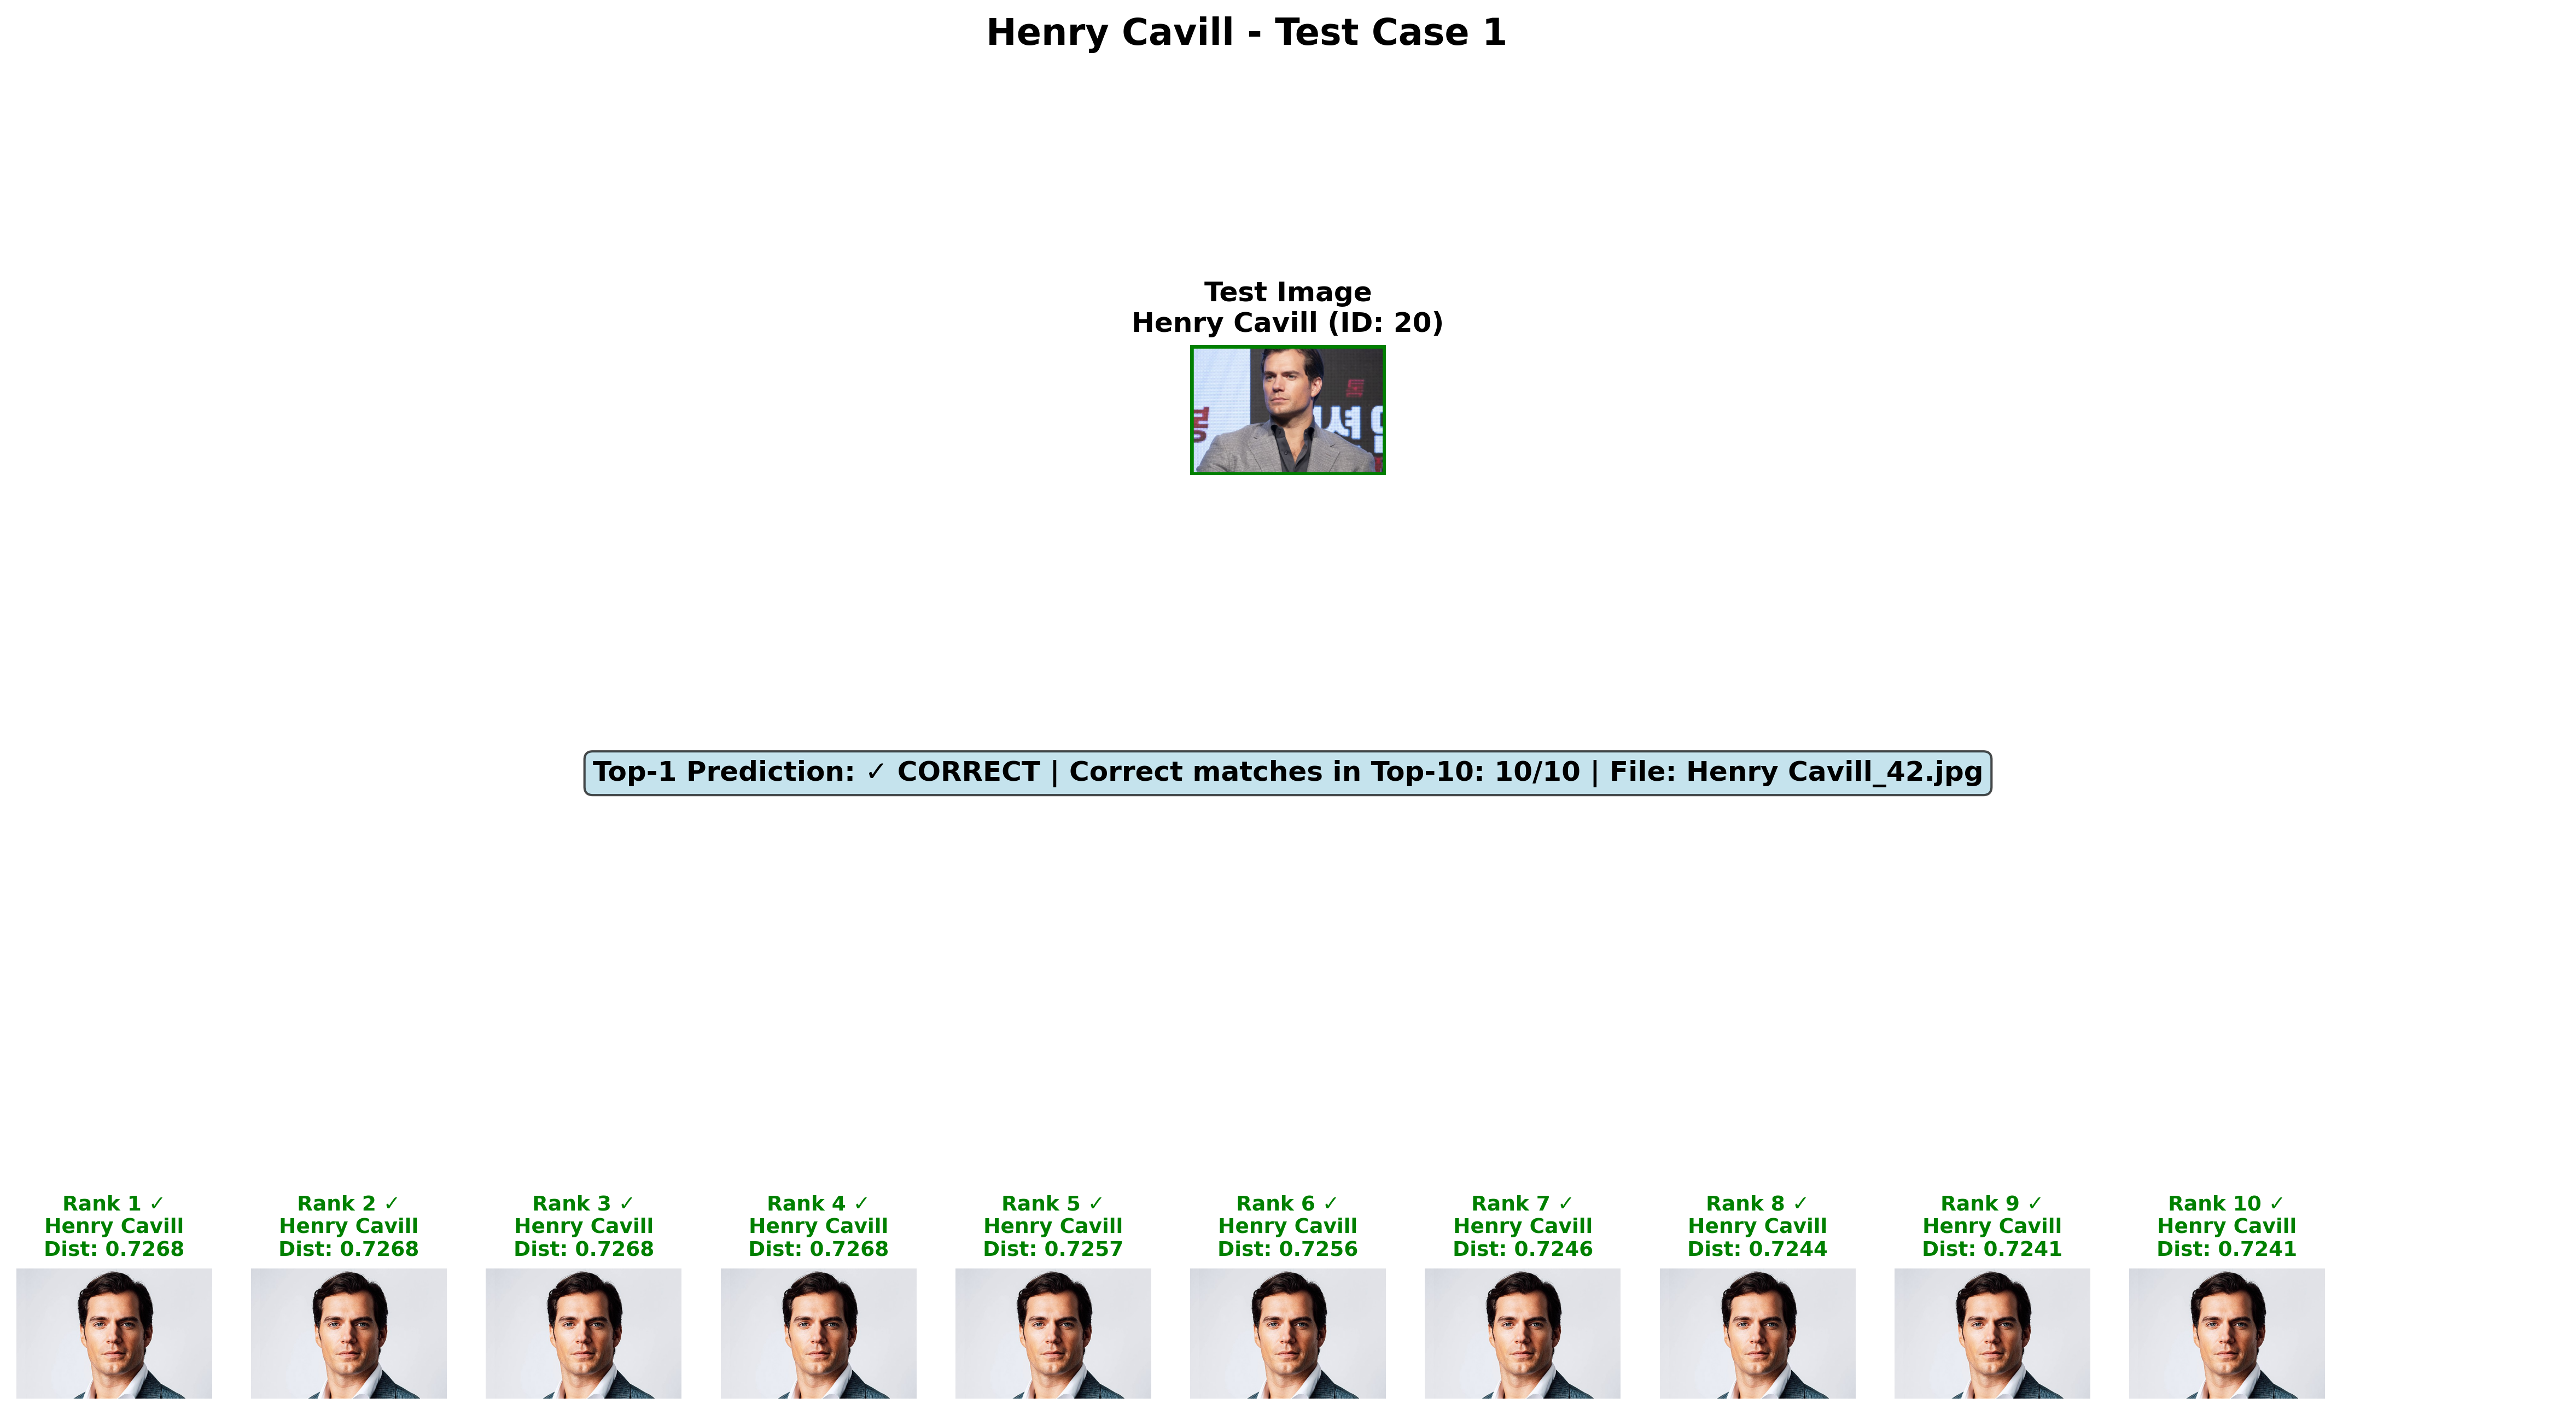 Henry Cavill - Test Case 1
Test Image
Henry Cavill (ID: 20)
톱
셔
Top-1 Prediction: ✓ CORRECT | Correct matches in Top-10: 10/10 | File: Henry Cavill_42.jpg
Rank 1 ✓
Henry Cavill
Dist: 0.7268
Rank 2 ✓
Henry Cavill
Dist: 0.7268
Rank 3 ✓
Henry Cavill
Dist: 0.7268
Rank 4 ✓
Henry Cavill
Dist: 0.7268
Rank 5 ✓
Henry Cavill
Dist: 0.7257
Rank 6 ✓
Henry Cavill
Dist: 0.7256
Rank 7 ✓
Henry Cavill
Dist: 0.7246
Rank 8 ✓
Henry Cavill
Dist: 0.7244
Rank 9 ✓
Henry Cavill
Dist: 0.7241
Rank 10 ✓
Henry Cavill
Dist: 0.7241